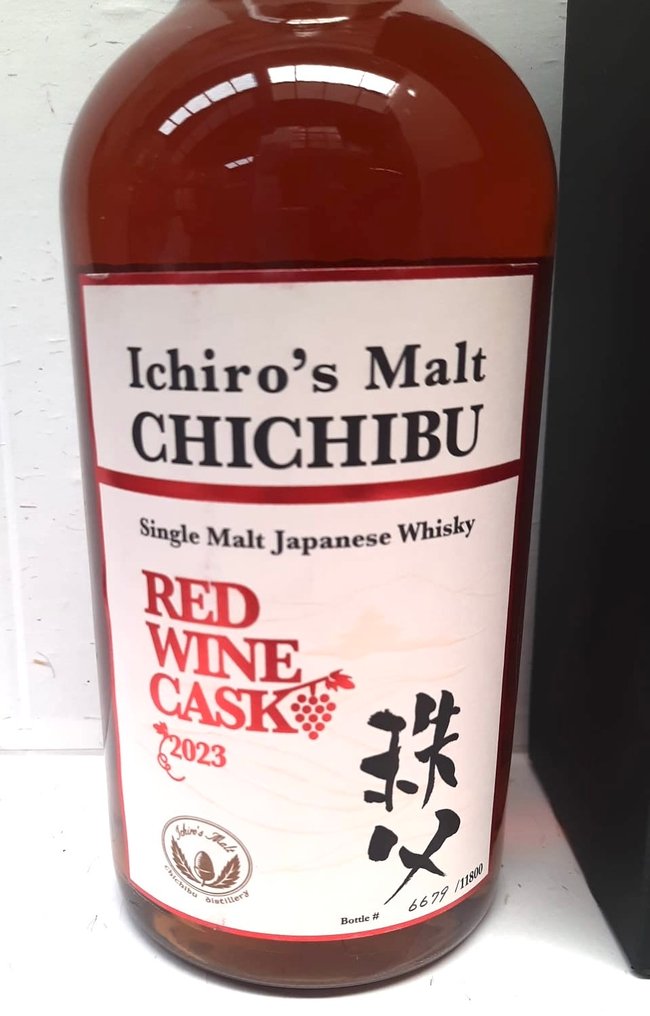 Ichiro's Malt
CHICHIBU
Single Malt Japanese Whisky
RED
WINE
CASK
2023
秩父
Ichiro's Malt
chichibu distillery
Bottle # 6679 /11800